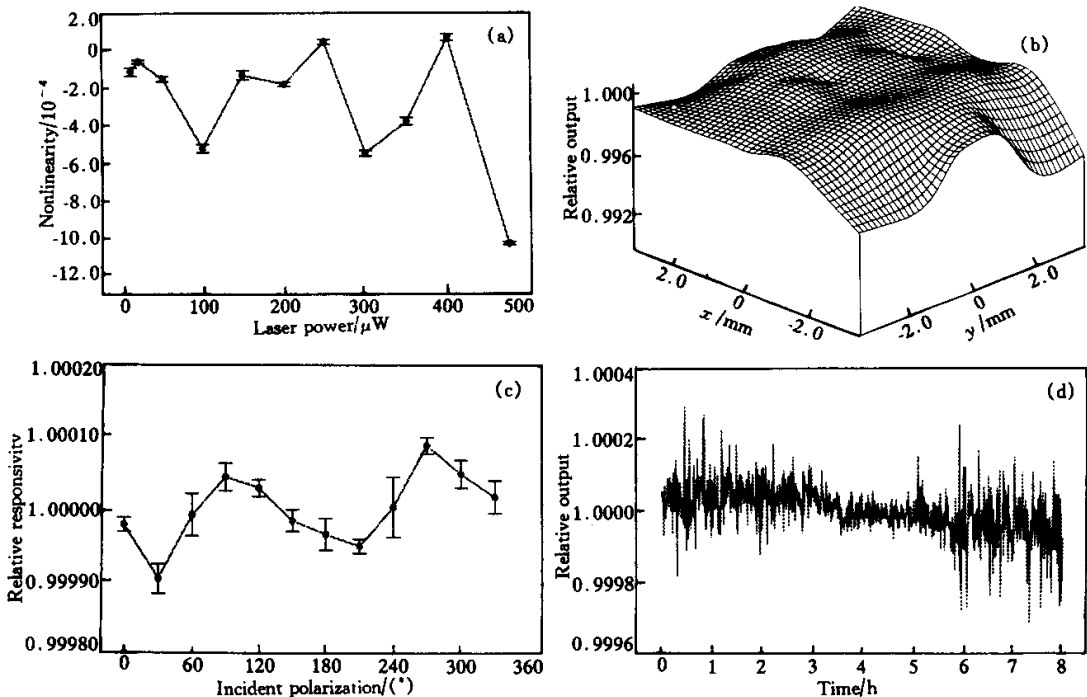 (a)
2.0
0
-2.0
-4.0
-6.0
-10.0
-12.0
Nonlinearity/10⁻⁴
0 100 200 300 400 500
Laser power/μW
(b)
1.000
0.996
0.992
Relative output
2.0 0 -2.0
x/mm
-2.0 0 2.0
y/mm
(c)
1.00020
1.00010
1.00000
0.99990
0.99980
Relative responsivity
0 60 120 180 240 300 360
Incident polarization/(°)
(d)
1.0004
1.0002
1.0000
0.9998
0.9996
Relative output
0 1 2 3 4 5 6 7 8
Time/h